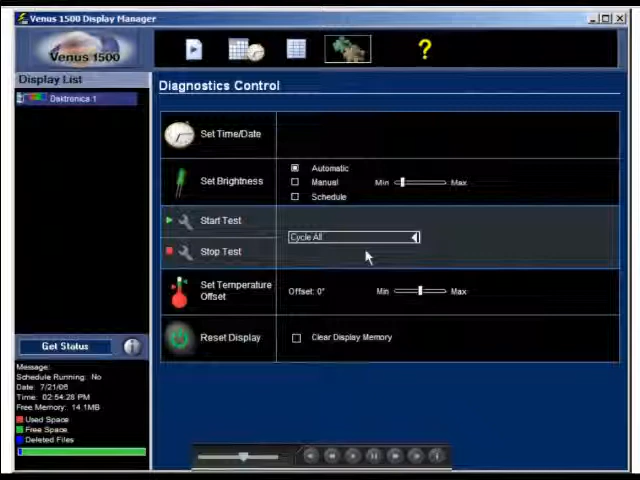 Venus 1500 Display Manager
Venus 1500
?
Display List
Daktronics 1
Diagnostics Control
Set Time/Date
Set Brightness
Automatic
Manual
Min
Max
Schedule
Start Test
Cycle All
Stop Test
Set Temperature
Offset
Offset: 0°
Min
Max
Reset Display
Clear Display Memory
Get Status
i
Message:
Schedule Running: No
Date: 7/21/06
Time: 02:54:28 PM
Free Memory: 14.1MB
Used Space
Free Space
Deleted Files